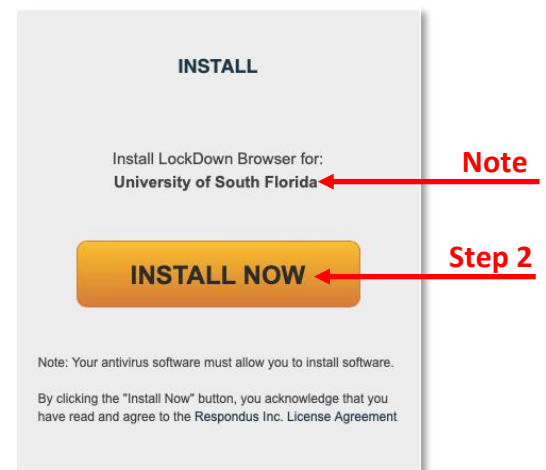 INSTALL
Install LockDown Browser for:
University of South Florida
Note
INSTALL NOW
Step 2
Note: Your antivirus software must allow you to install software.
By clicking the "Install Now" button, you acknowledge that you
have read and agree to the Respondus Inc. License Agreement